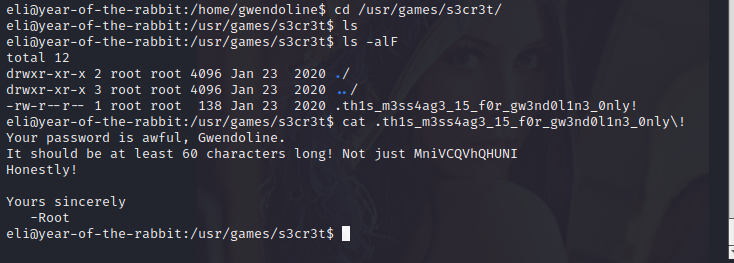 eli@year-of-the-rabbit:/home/gwendoline$ cd /usr/games/s3cr3t/
eli@year-of-the-rabbit:/usr/games/s3cr3t$ ls
eli@year-of-the-rabbit:/usr/games/s3cr3t$ ls -alF
total 12
drwxr-xr-x 2 root root 4096 Jan 23  2020 ./
drwxr-xr-x 3 root root 4096 Jan 23  2020 ../
-rw-r--r-- 1 root root  138 Jan 23  2020 .th1s_m3ss4ag3_15_f0r_gw3nd0l1n3_0nly!
eli@year-of-the-rabbit:/usr/games/s3cr3t$ cat .th1s_m3ss4ag3_15_f0r_gw3nd0l1n3_0nly\!
Your password is awful, Gwendoline.
It should be at least 60 characters long! Not just MniVCQVhQHUNI
Honestly!
Yours sincerely
   -Root
eli@year-of-the-rabbit:/usr/games/s3cr3t$